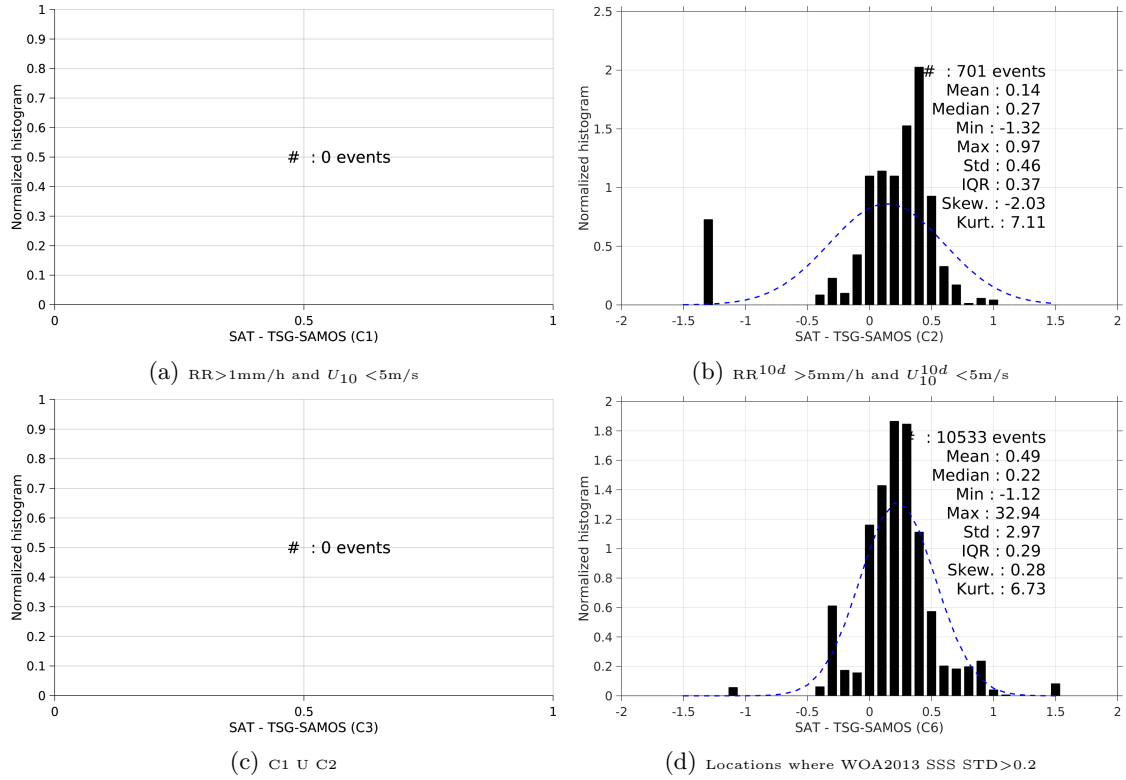 1
0.9
0.8
0.7
0.6
0.5
0.4
0.3
0.2
0.1
0
Normalized histogram
# : 0 events
0 0.5 1
SAT - TSG-SAMOS (C1)
(a) RR>1mm/h and U10 <5m/s
2.5
2
1.5
1
0.5
0
Normalized histogram
# : 701 events
Mean : 0.14
Median : 0.27
Min : -1.32
Max : 0.97
Std : 0.46
IQR : 0.37
Skew. : -2.03
Kurt. : 7.11
-2 -1.5 -1 -0.5 0 0.5 1 1.5 2
SAT - TSG-SAMOS (C2)
(b) RR^10d >5mm/h and U10^10d <5m/s
1
0.9
0.8
0.7
0.6
0.5
0.4
0.3
0.2
0.1
0
Normalized histogram
# : 0 events
0 0.5 1
SAT - TSG-SAMOS (C3)
(c) C1 U C2
2
1.8
1.6
1.4
1.2
1
0.8
0.6
0.4
0.2
0
Normalized histogram
# : 10533 events
Mean : 0.49
Median : 0.22
Min : -1.12
Max : 32.94
Std : 2.97
IQR : 0.29
Skew. : 0.28
Kurt. : 6.73
-2 -1.5 -1 -0.5 0 0.5 1 1.5 2
SAT - TSG-SAMOS (C6)
(d) Locations where WOA2013 SSS STD>0.2